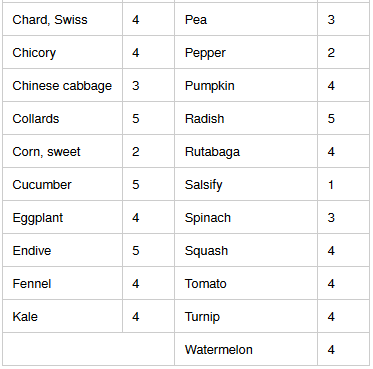 Chard, Swiss 4 Pea 3
Chicory 4 Pepper 2
Chinese cabbage 3 Pumpkin 4
Collards 5 Radish 5
Corn, sweet 2 Rutabaga 4
Cucumber 5 Salsify 1
Eggplant 4 Spinach 3
Endive 5 Squash 4
Fennel 4 Tomato 4
Kale 4 Turnip 4
Watermelon 4